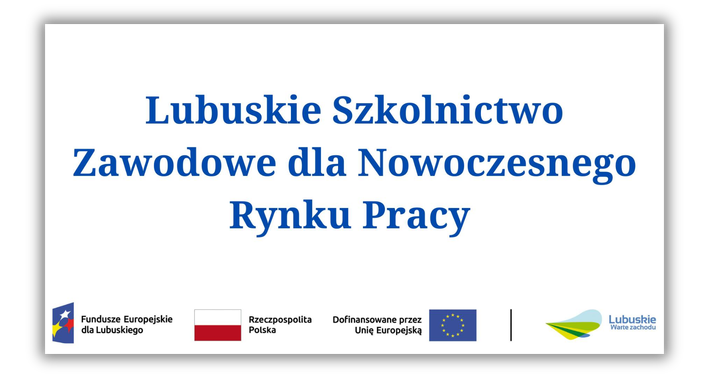 Lubuskie Szkolnictwo
Zawodowe dla Nowoczesnego
Rynku Pracy
Fundusze Europejskie
dla Lubuskiego
Rzeczpospolita
Polska
Dofinansowane przez
Unię Europejską
Lubuskie
Warte zachodu